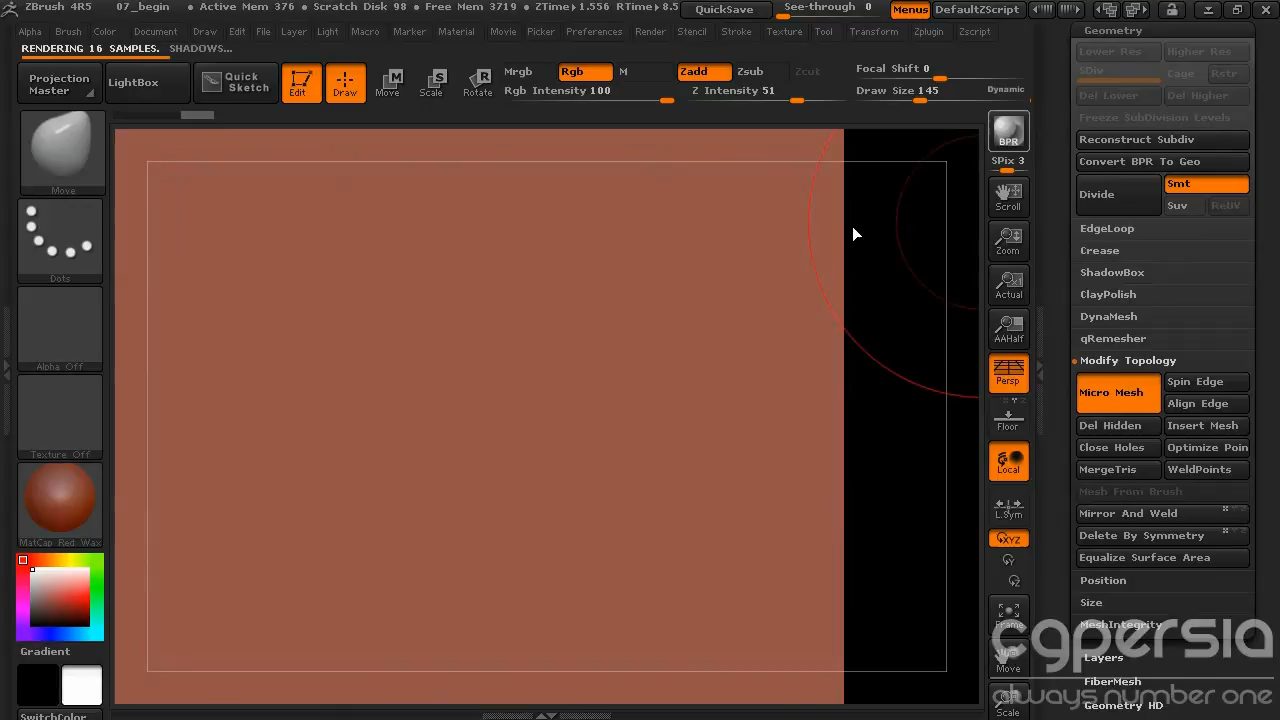 ZBrush 4R5 07_begin • Active Mem 376 • Scratch Disk 98 • Free Mem 3719 • ZTime▸1.556 RTime▸8.5 QuickSave See-through 0 Menus DefaultZScript
Alpha Brush Color Document Draw Edit File Layer Light Macro Marker Material Movie Picker Preferences Render Stencil Stroke Texture Tool Transform Zplugin Zscript
RENDERING 16 SAMPLES. SHADOWS...
Projection Master
LightBox
Quick Sketch
Edit
Draw
Move
Scale
Rotate
Mrgb Rgb M
Rgb Intensity 100
Zadd Zsub Zcut
Z Intensity 51
Focal Shift 0
Draw Size 145
Dynamic
Move
Dots
Alpha Off
Texture Off
MatCap Red Wax
Gradient
SwitchColor
BPR
SPix 3
Scroll
Zoom
Actual
AAHalf
Persp
Floor
Local
L.Sym
XYZ
Y
Z
Frame
Move
Scale
Geometry
Lower Res Higher Res
SDiv Cage Rstr
Del Lower Del Higher
Freeze SubDivision Levels
Reconstruct Subdiv
Convert BPR To Geo
Divide Smt
Suv ReUV
EdgeLoop
Crease
ShadowBox
ClayPolish
DynaMesh
qRemesher
Modify Topology
Micro Mesh Spin Edge
Align Edge
Del Hidden Insert Mesh
Close Holes Optimize Poin
MergeTris WeldPoints
Mesh From Brush
Mirror And Weld
Delete By Symmetry
Equalize Surface Area
Position
Size
MeshIntegrity
Layers
FiberMesh
Geometry HD
cgpersia
always number one